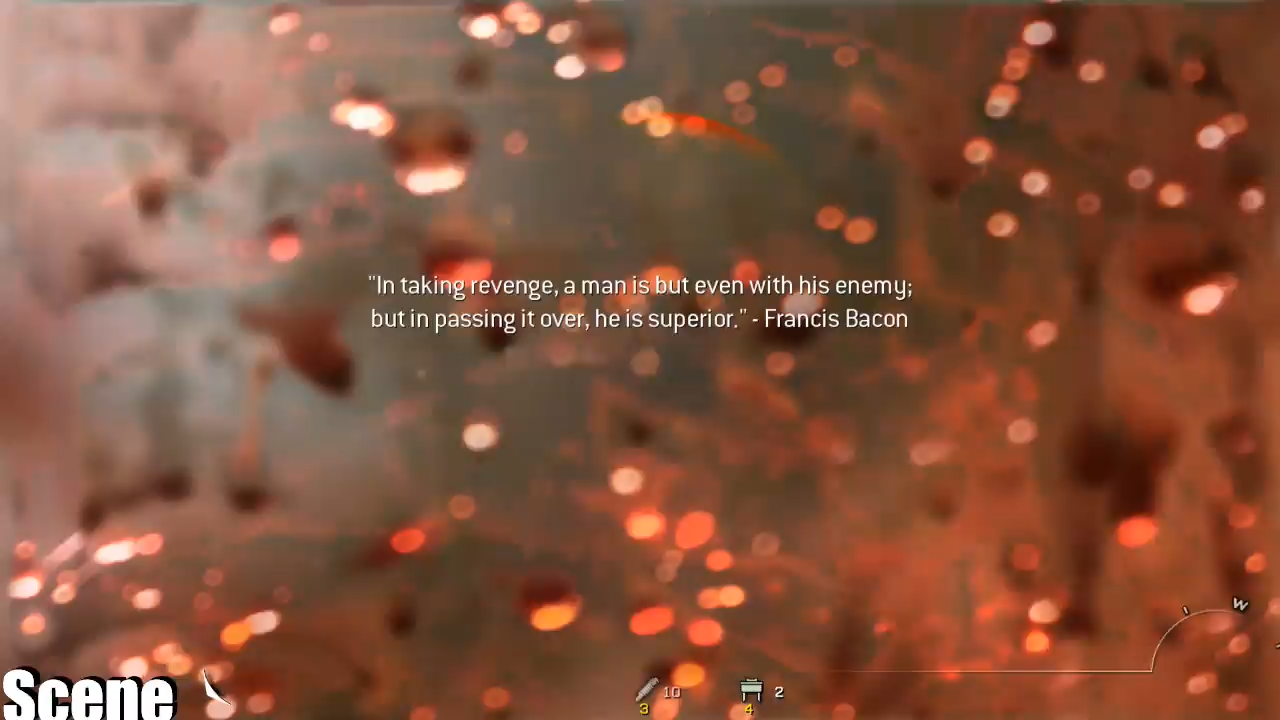 "In taking revenge, a man is but even with his enemy;
but in passing it over, he is superior." - Francis Bacon
W
10
2
3
4
Scene